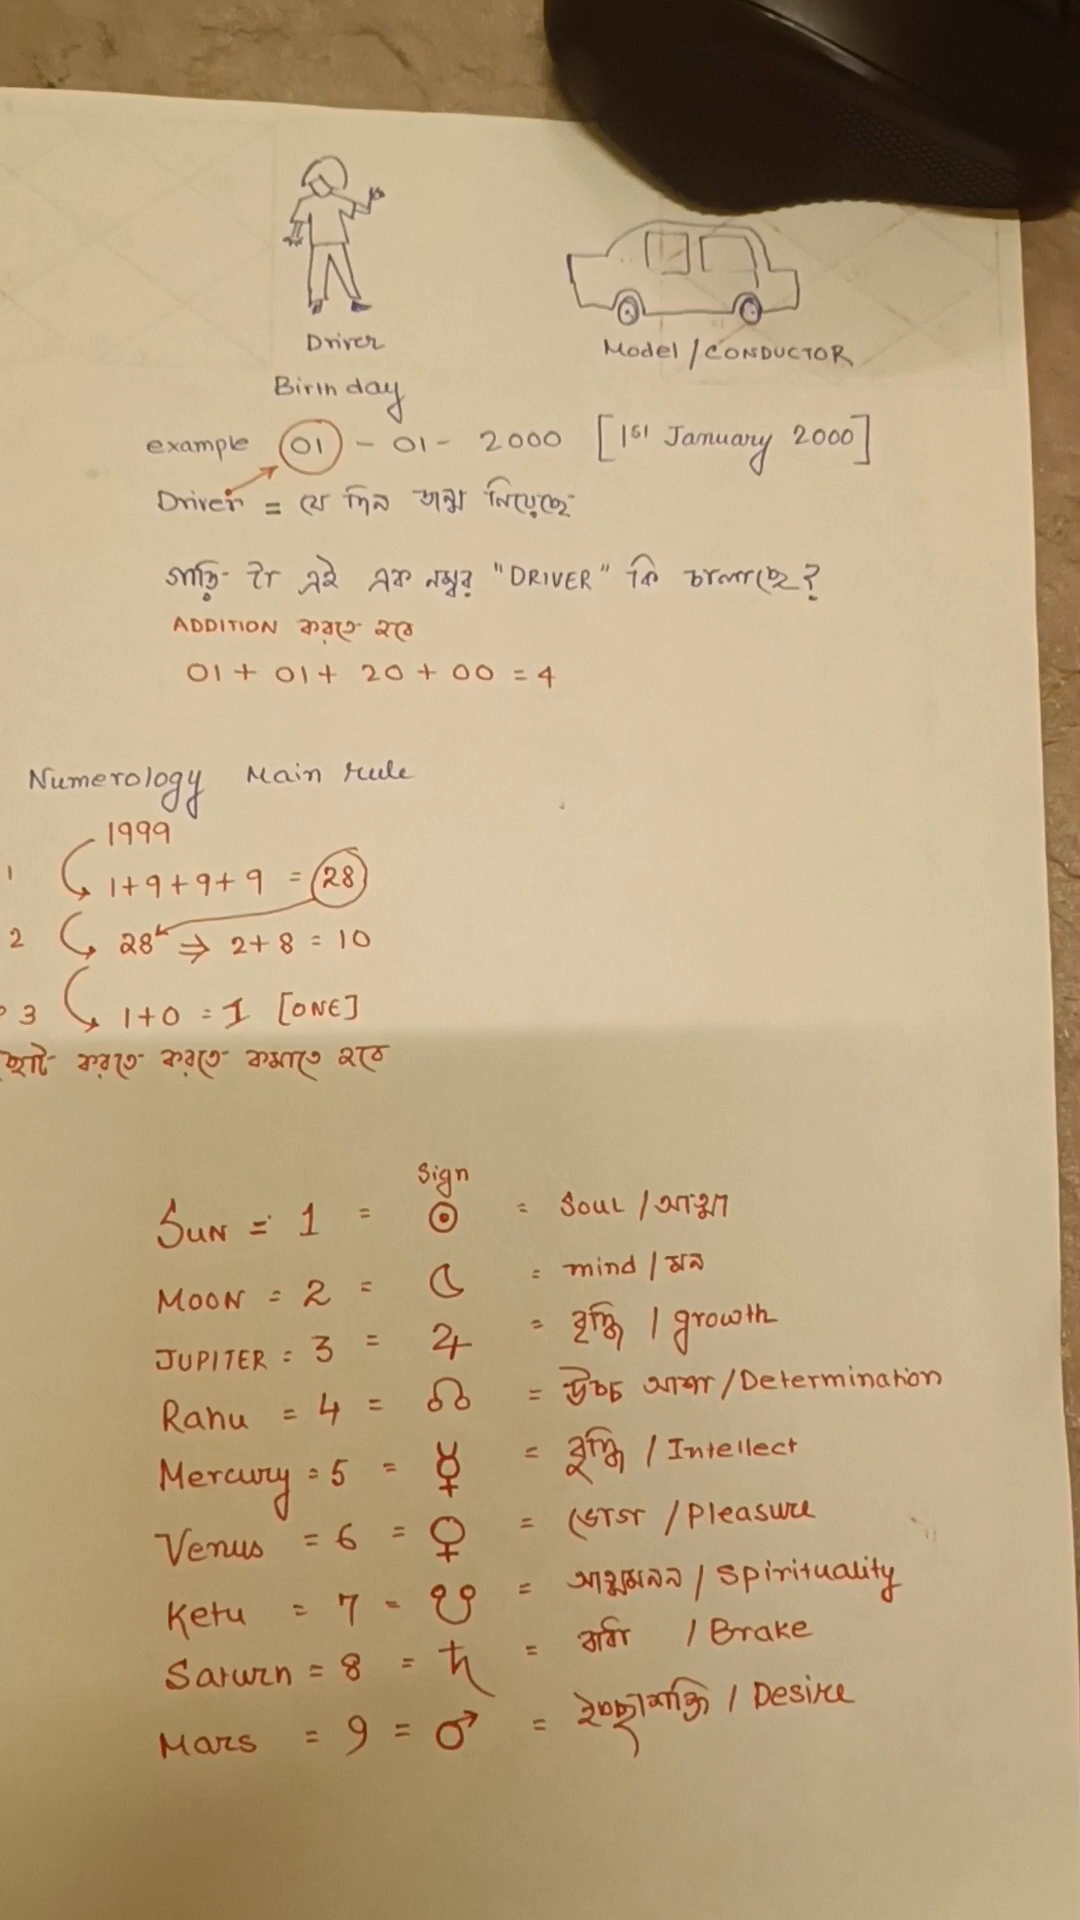 Driver
Model / CONDUCTOR
Birth day
example 01 - 01 - 2000 [1st January 2000]
Driver = যে দিন জন্ম নিয়েছে
গাড়ি টা এই এক নম্বর "DRIVER" কি চালাচ্ছে?
ADDITION করতে হবে
01 + 01 + 20 + 00 = 4
Numerology Main rule
1999
1 1+9+9+9 = 28
2 28 ⇒ 2+8 = 10
3 1+0 = 1 [ONE]
করতে করতে কমাতে হবে
Sign
SUN = 1 = ☉ = SOUL / আত্মা
MOON = 2 = ☾ = mind / মন
JUPITER = 3 = ♃ = বৃদ্ধি / growth
Rahu = 4 = ☊ = উচ্চ আশা / Determination
Mercury = 5 = ☿ = বুদ্ধি / Intellect
Venus = 6 = ♀ = ভোগ / Pleasure
Ketu = 7 = ☋ = আত্মমনন / Spirituality
Saturn = 8 = ♄ = বাধা / Brake
Mars = 9 = ♂ = ইচ্ছাশক্তি / Desire